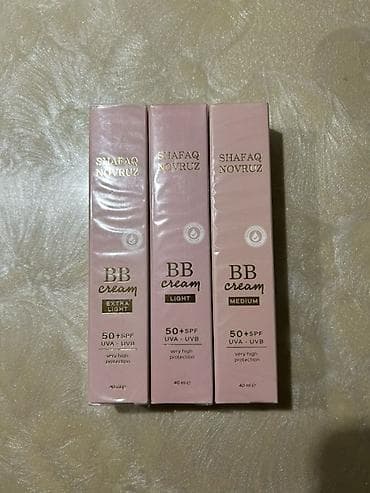 SHAFAQ
NOVRUZ
BB
cream
EXTRA
LIGHT
50+SPF
UVA - UVB
very high
protection
40 ml e
SHAFAQ
NOVRUZ
BB
cream
LIGHT
50+SPF
UVA - UVB
very high
protection
40 ml e
SHAFAQ
NOVRUZ
BB
cream
MEDIUM
50+SPF
UVA - UVB
very high
protection
40 ml e